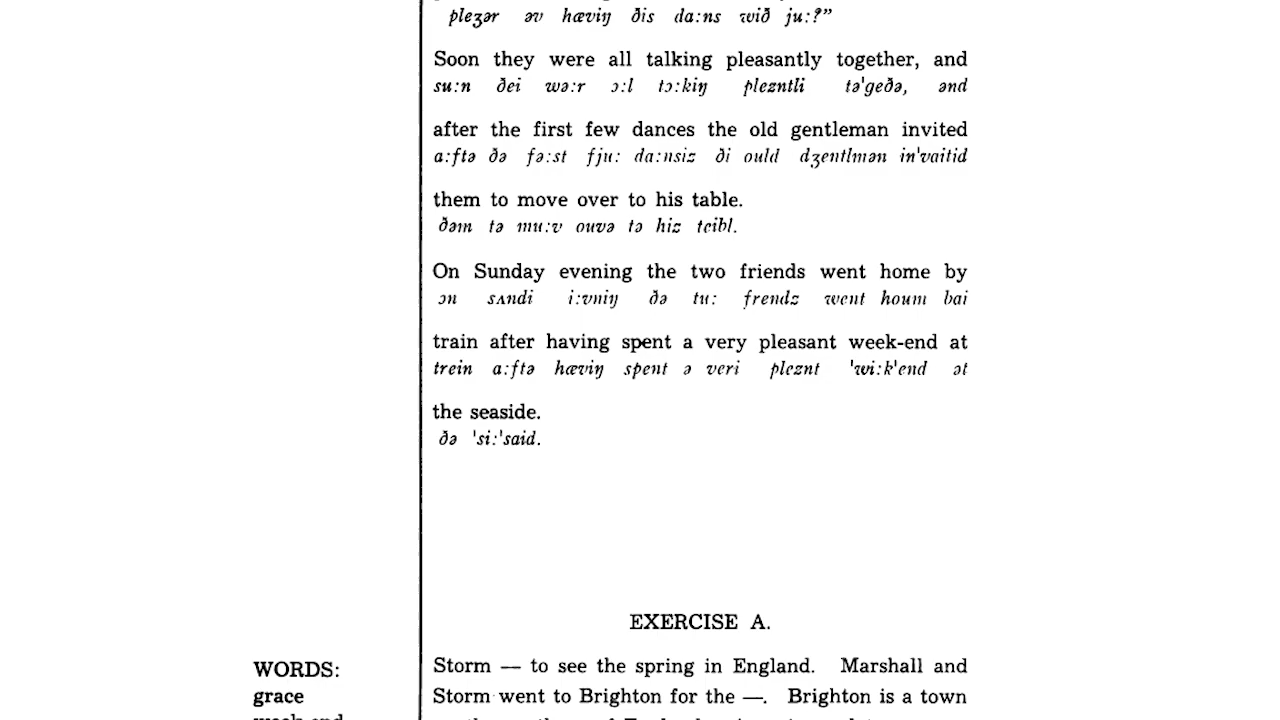 pleʒər əv hæviŋ ðis da:ns wið ju:?”
Soon they were all talking pleasantly together, and
su:n ðei wə:r ɔ:l tɔ:kiŋ plezntli tə'geðə, ənd
after the first few dances the old gentleman invited
a:ftə ðə fə:st fju: da:nsiz ði ould dʒentlmən in'vaitid
them to move over to his table.
ðəm tə mu:v ouvə tə hiz teibl.
On Sunday evening the two friends went home by
ɔn sʌndi i:vniŋ ðə tu: frendz went houm bai
train after having spent a very pleasant week-end at
trein a:ftə hæviŋ spent ə veri pleznt 'wi:k'end ət
the seaside.
ðə 'si:'said.
EXERCISE A.
WORDS:
grace
Storm — to see the spring in England. Marshall and
Storm went to Brighton for the —. Brighton is a town